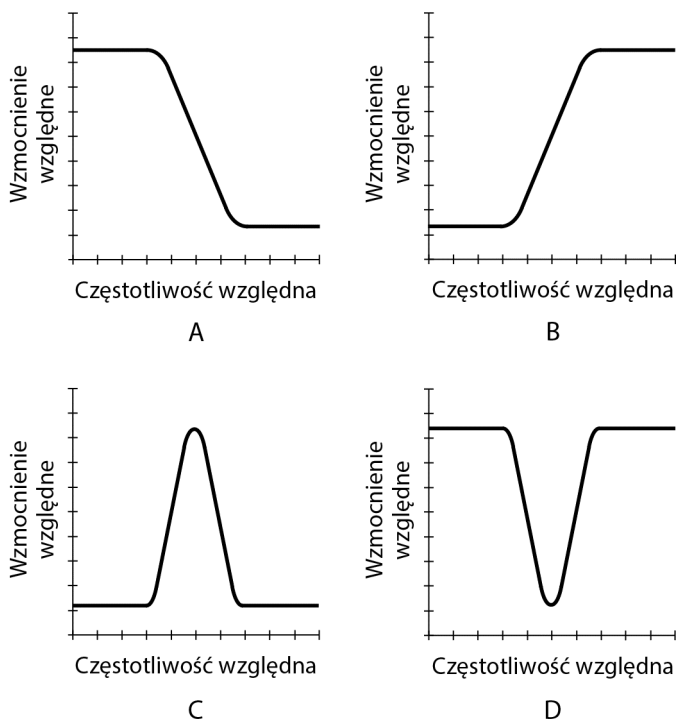 Wzmocnienie
względne
Częstotliwość względna
A
Wzmocnienie
względne
Częstotliwość względna
B
Wzmocnienie
względne
Częstotliwość względna
C
Wzmocnienie
względne
Częstotliwość względna
D